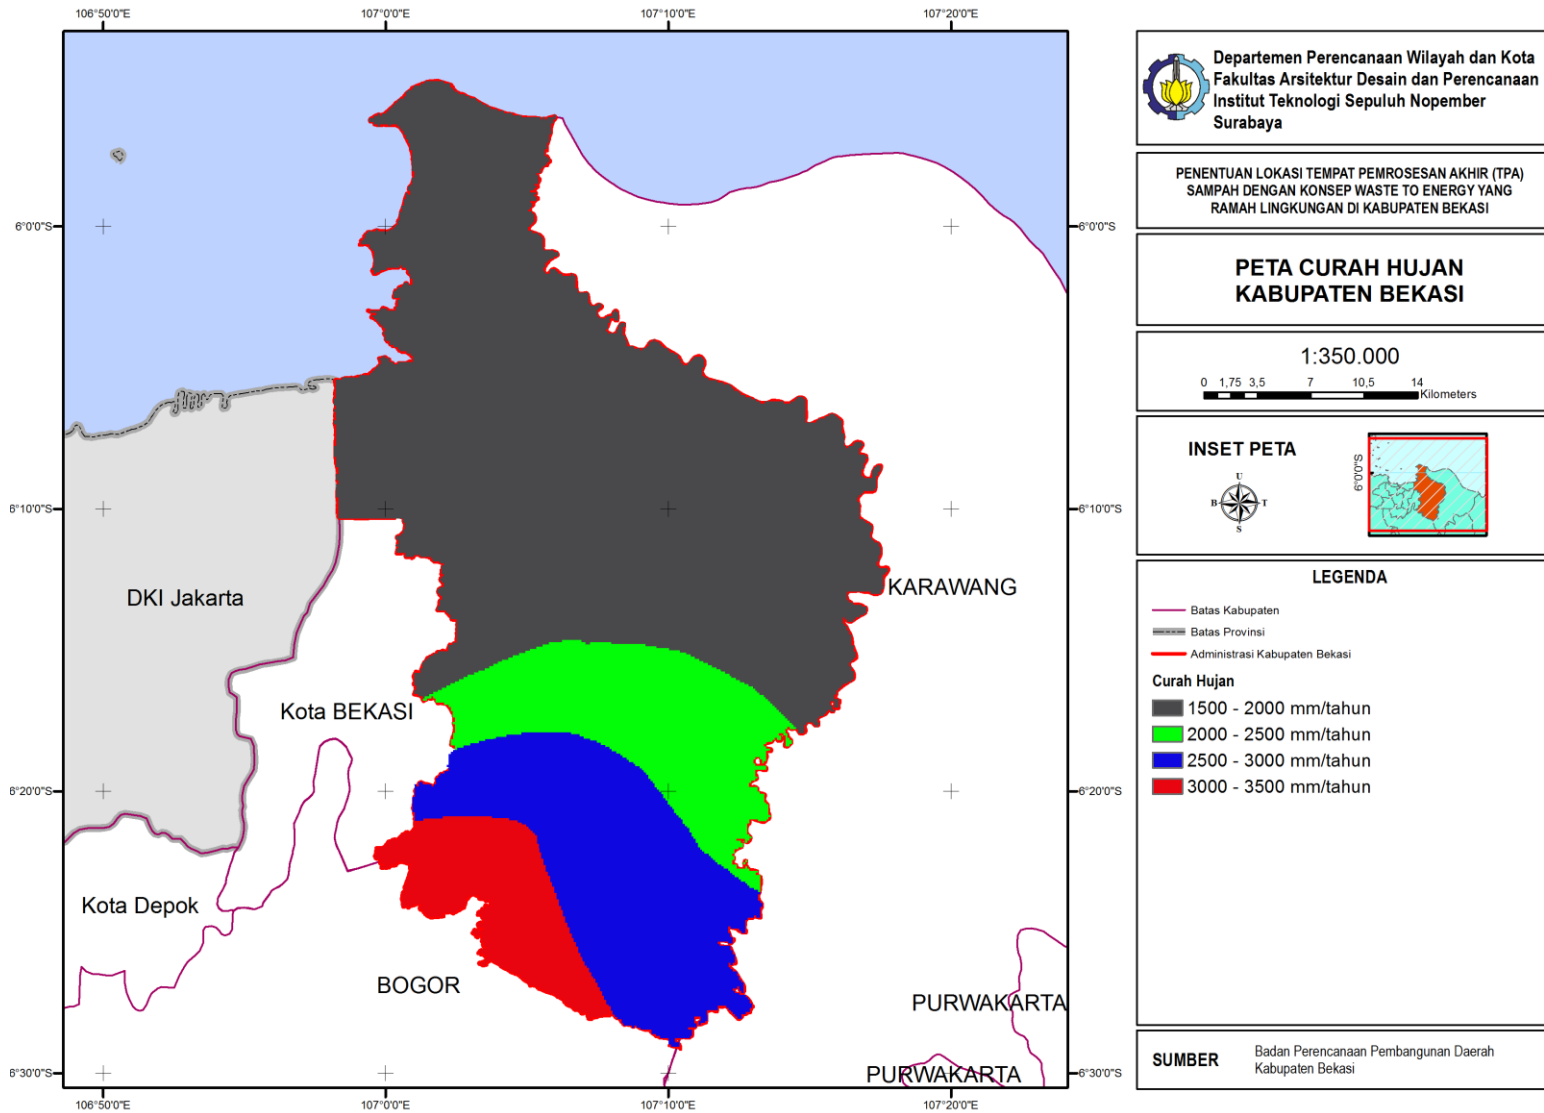 106°50'0"E
107°0'0"E
107°10'0"E
107°20'0"E
6°0'0"S
6°0'0"S
6°10'0"S
6°10'0"S
6°20'0"S
6°20'0"S
6°30'0"S
6°30'0"S
106°50'0"E
107°0'0"E
107°10'0"E
107°20'0"E
DKI Jakarta
KARAWANG
Kota BEKASI
Kota Depok
BOGOR
PURWAKARTA
PURWAKARTA
Departemen Perencanaan Wilayah dan Kota
Fakultas Arsitektur Desain dan Perencanaan
Institut Teknologi Sepuluh Nopember
Surabaya
PENENTUAN LOKASI TEMPAT PEMROSESAN AKHIR (TPA)
SAMPAH DENGAN KONSEP WASTE TO ENERGY YANG
RAMAH LINGKUNGAN DI KABUPATEN BEKASI
PETA CURAH HUJAN
KABUPATEN BEKASI
1:350.000
0 1,75 3,5 7 10,5 14
Kilometers
INSET PETA
U
B T
S
6°0'0"S
LEGENDA
Batas Kabupaten
Batas Provinsi
Administrasi Kabupaten Bekasi
Curah Hujan
1500 - 2000 mm/tahun
2000 - 2500 mm/tahun
2500 - 3000 mm/tahun
3000 - 3500 mm/tahun
SUMBER
Badan Perencanaan Pembangunan Daerah
Kabupaten Bekasi